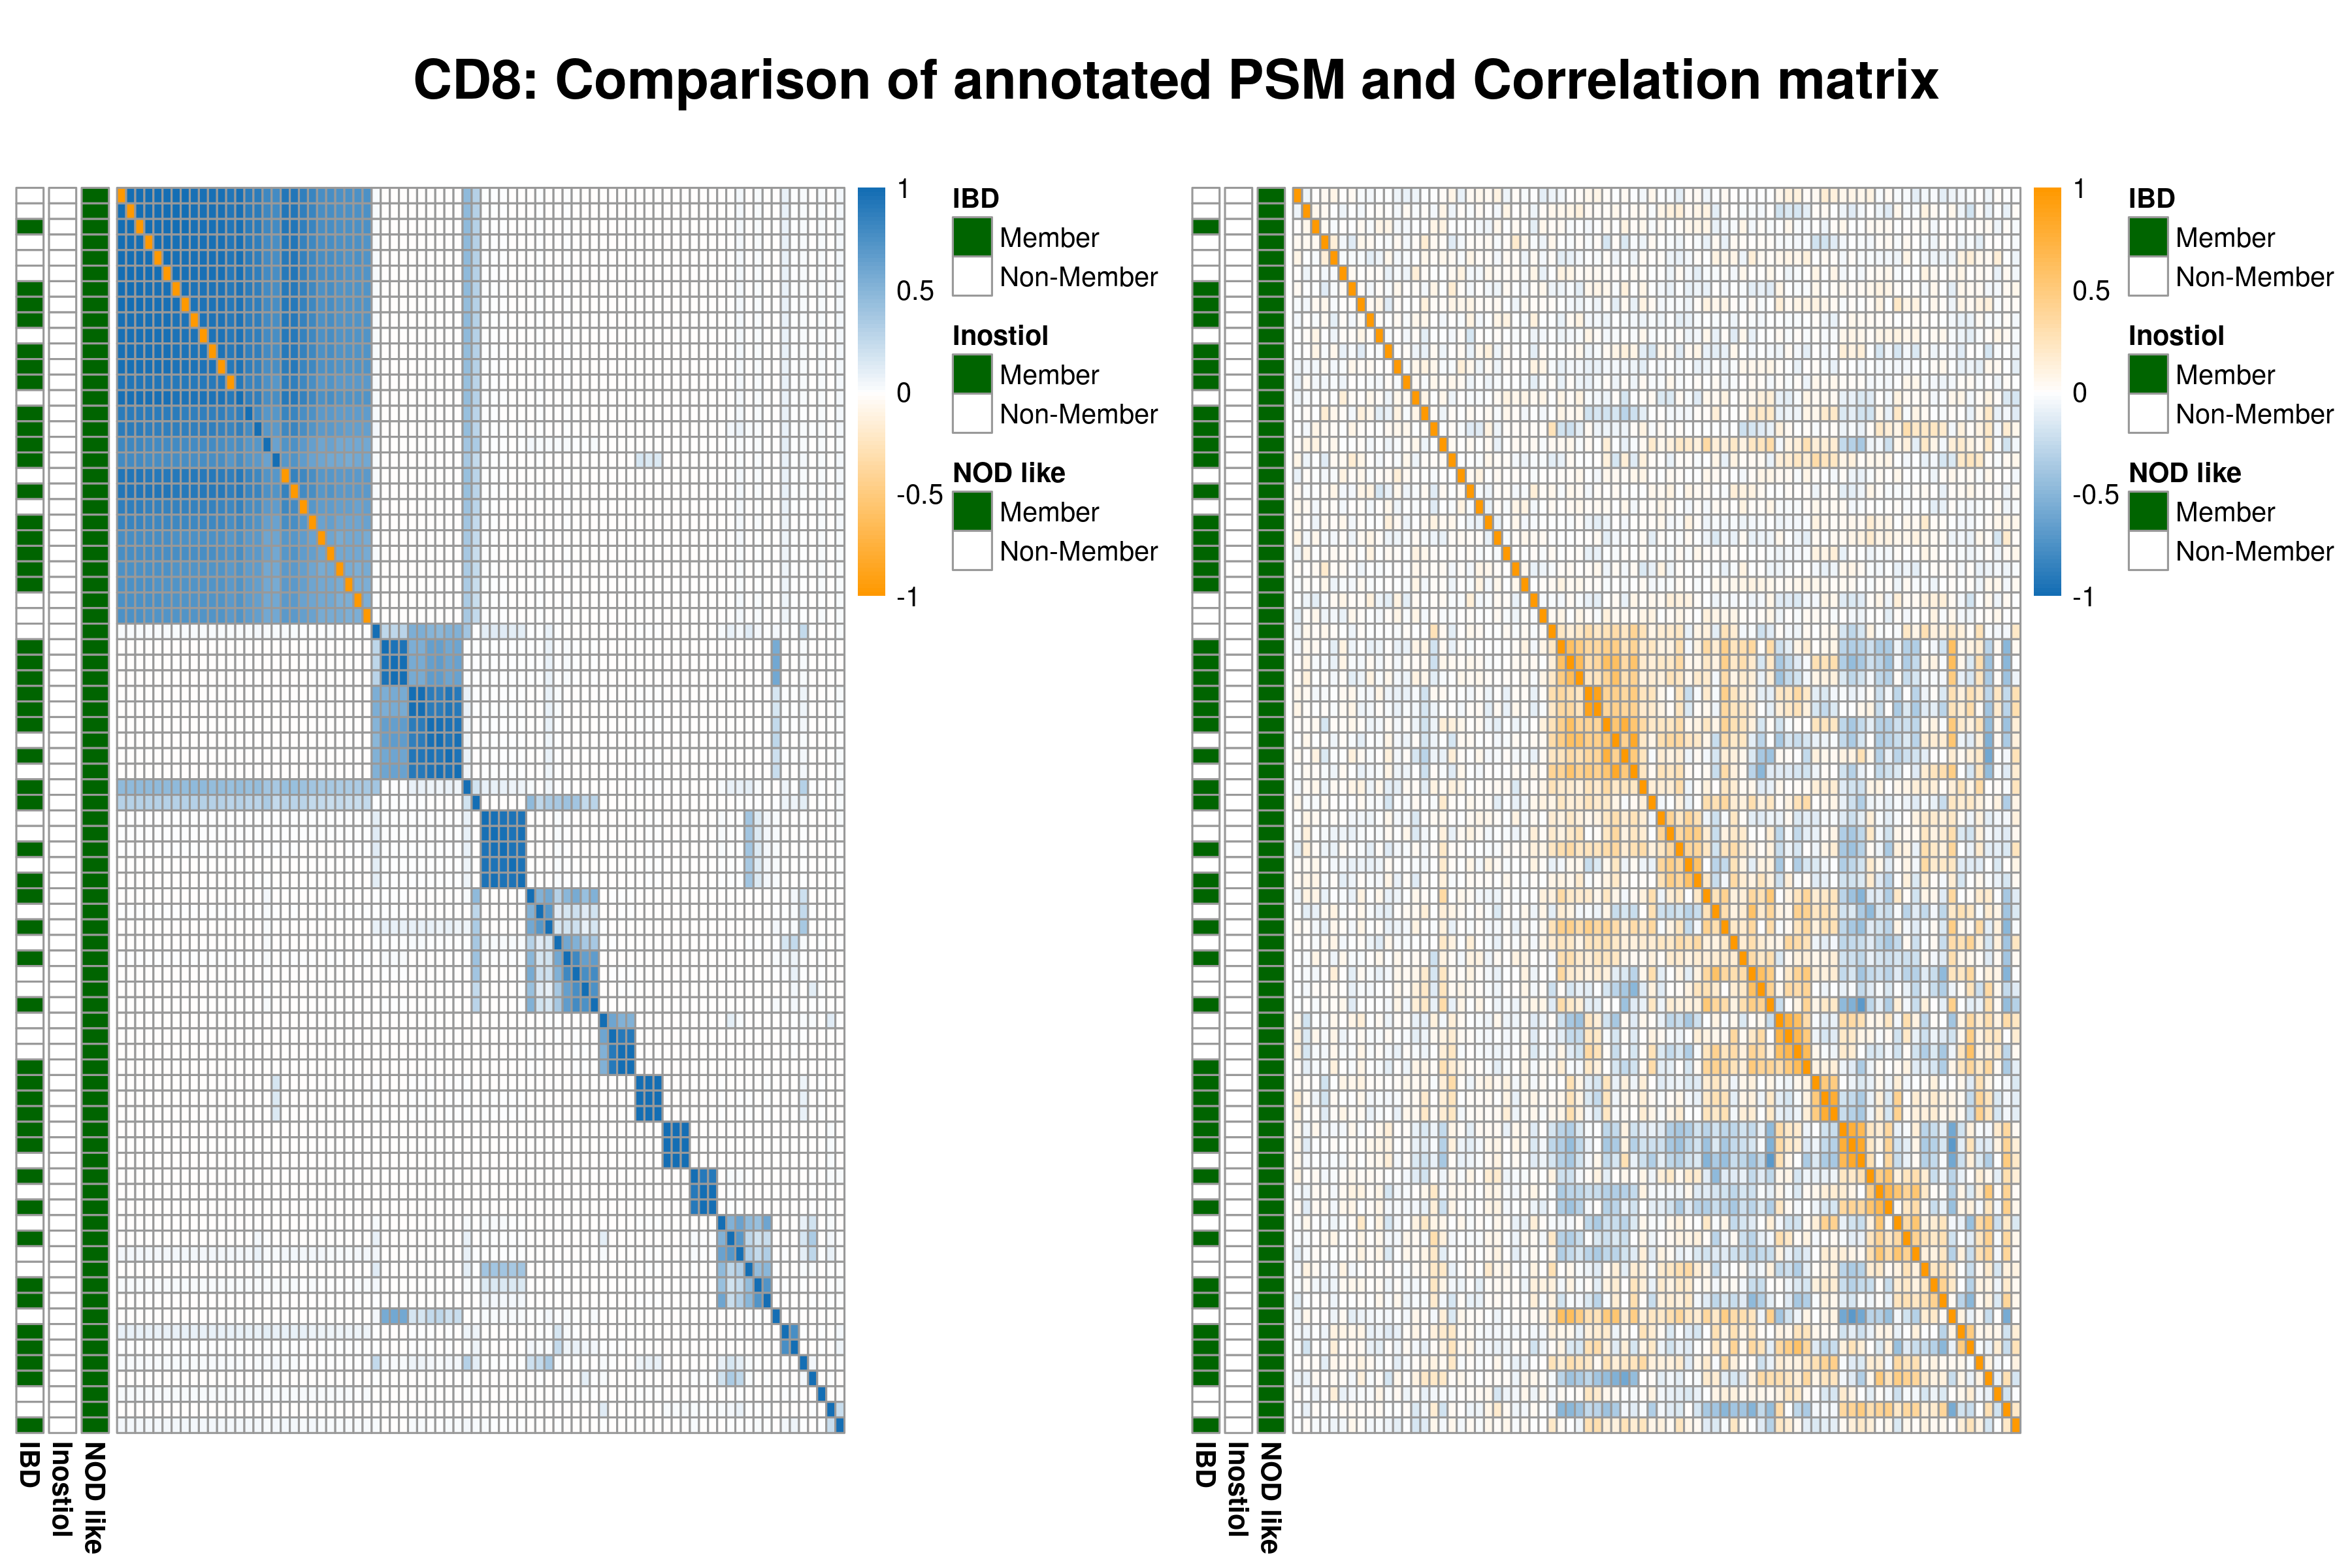 CD8: Comparison of annotated PSM and Correlation matrix
1
0.5
0
-0.5
-1
IBD
Member
Non-Member
Inostiol
Member
Non-Member
NOD like
Member
Non-Member
IBD
Inostiol
NOD like
1
0.5
0
-0.5
-1
IBD
Member
Non-Member
Inostiol
Member
Non-Member
NOD like
Member
Non-Member
IBD
Inostiol
NOD like